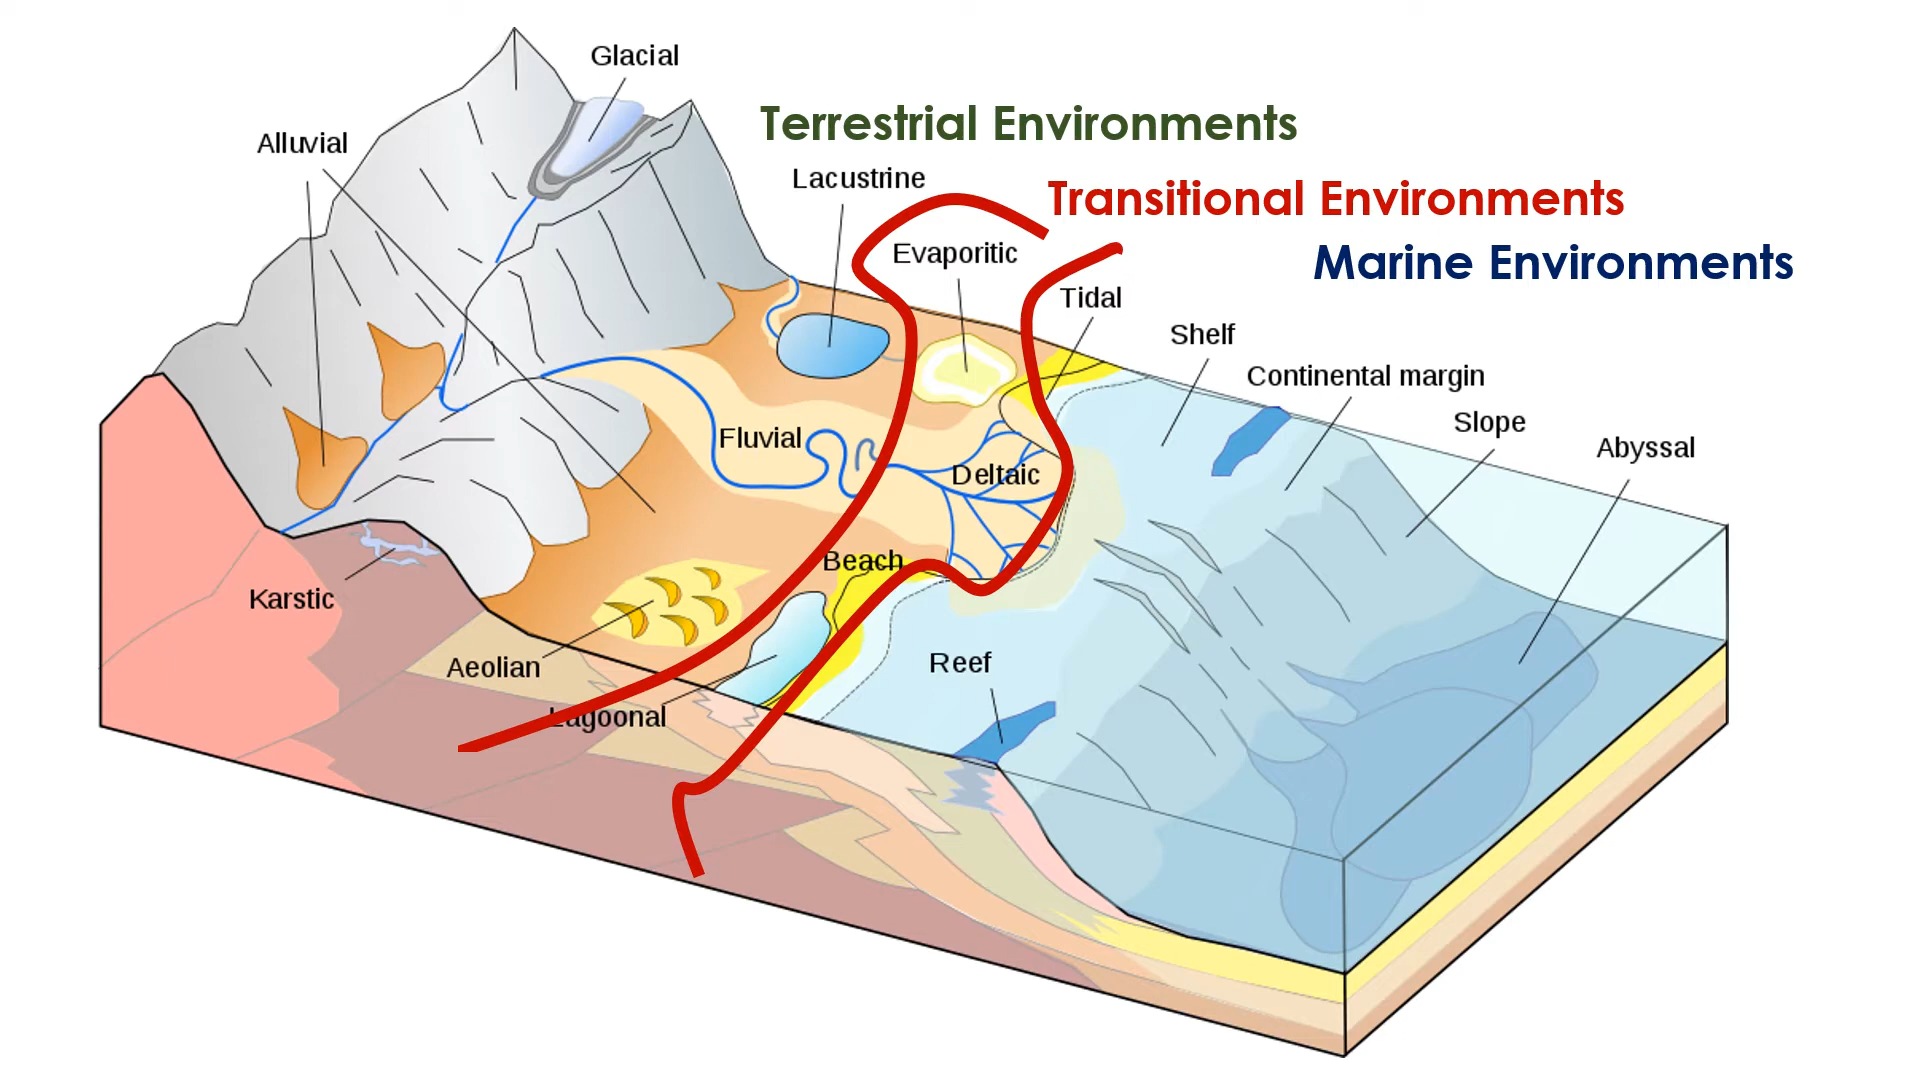 Glacial
Terrestrial Environments
Alluvial
Lacustrine
Transitional Environments
Evaporitic
Marine Environments
Tidal
Shelf
Continental margin
Slope
Abyssal
Fluvial
Deltaic
Beach
Karstic
Aeolian
Reef
Lagoonal